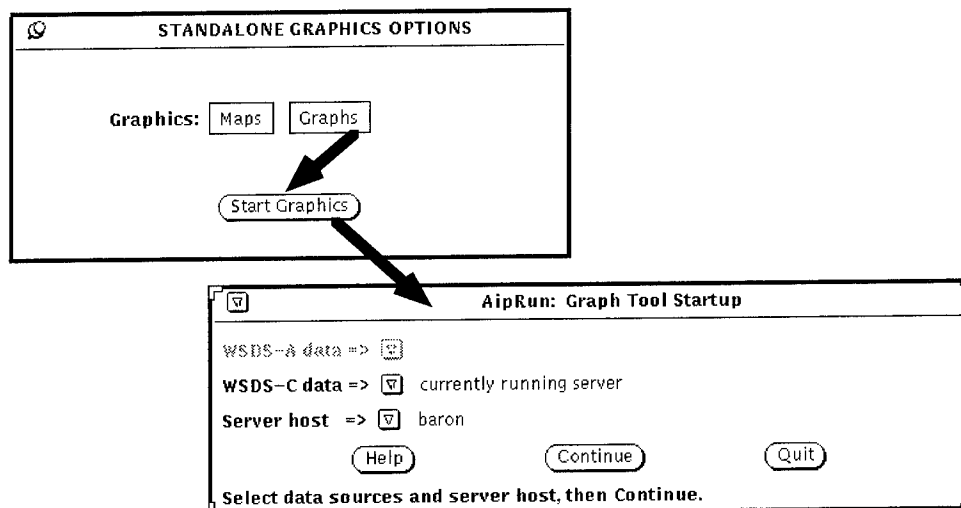 STANDALONE GRAPHICS OPTIONS
Graphics: Maps Graphs
Start Graphics
AipRun: Graph Tool Startup
WSDS-A data =>
WSDS-C data => currently running server
Server host => baron
Help Continue Quit
Select data sources and server host, then Continue.